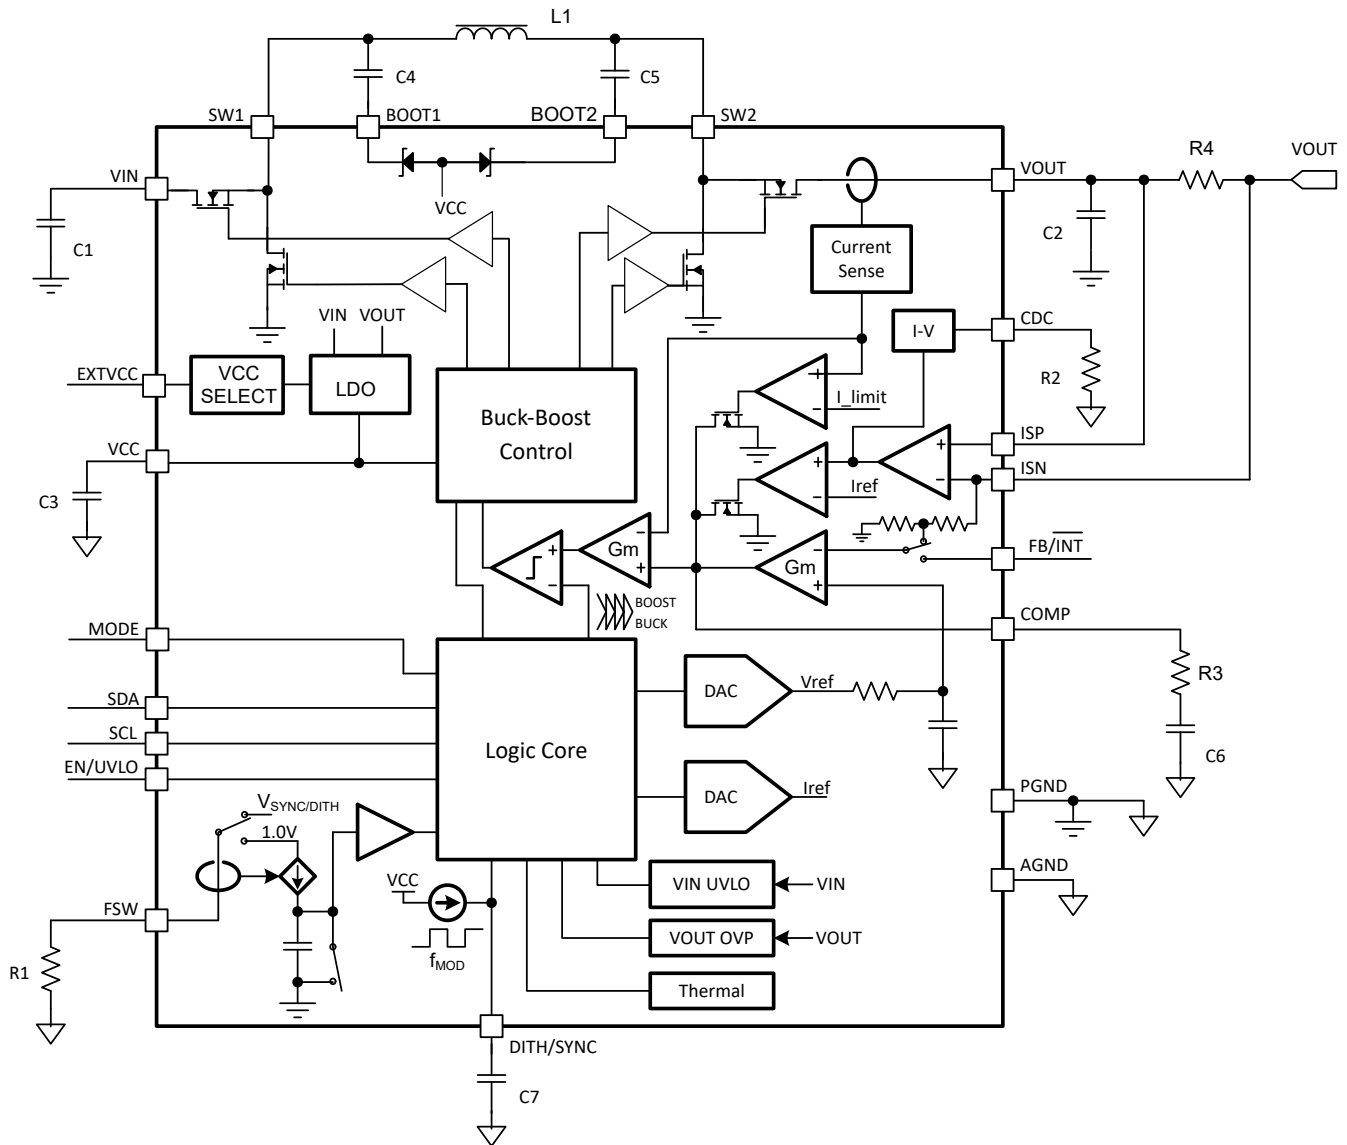 L1
C4
C5
SW1
BOOT1
BOOT2
SW2
VIN
VOUT
R4
VOUT
VCC
C1
C2
Current
Sense
VIN
VOUT
I-V
CDC
EXTVCC
VCC
SELECT
LDO
R2
Buck-Boost
Control
+
−
I_limit
ISP
VCC
+
−
Iref
+
−
ISN
C3
Gm
−
+
+
−
Gm
−
+
FB/INT
BOOST
BUCK
COMP
MODE
R3
SDA
DAC
Vref
SCL
Logic Core
C6
EN/UVLO
DAC
Iref
PGND
VSYNC/DITH
1.0V
AGND
VCC
VIN UVLO
VIN
FSW
VOUT OVP
VOUT
fMOD
R1
Thermal
DITH/SYNC
C7